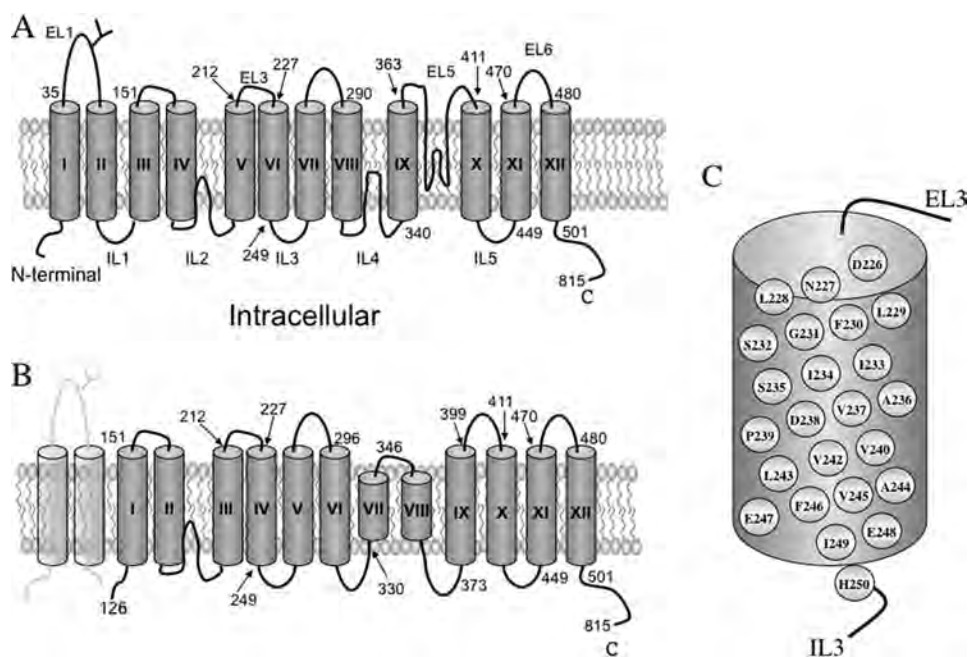 A
EL1
35
151
212
EL3
227
290
363
EL5
411
470
EL6
480
I
II
III
IV
V
VI
VII
VIII
IX
X
XI
XII
N-terminal
IL1
IL2
249
IL3
IL4
340
IL5
449
501
815
C
Intracellular
B
151
212
227
296
346
399
411
470
480
I
II
III
IV
V
VI
VII
VIII
IX
X
XI
XII
126
249
330
373
449
501
815
C
C
EL3
D226
N227
L228
L229
F230
G231
S232
I233
I234
S235
A236
V237
D238
P239
V240
V242
L243
A244
V245
F246
E247
E248
I249
H250
IL3